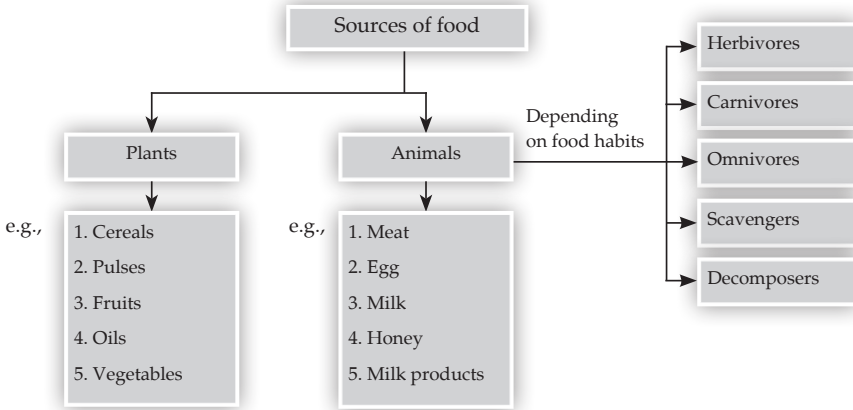 Sources of food
Plants
Animals
Depending
on food habits
Herbivores
Carnivores
Omnivores
Scavengers
Decomposers
e.g.,
1. Cereals
2. Pulses
3. Fruits
4. Oils
5. Vegetables
e.g.,
1. Meat
2. Egg
3. Milk
4. Honey
5. Milk products